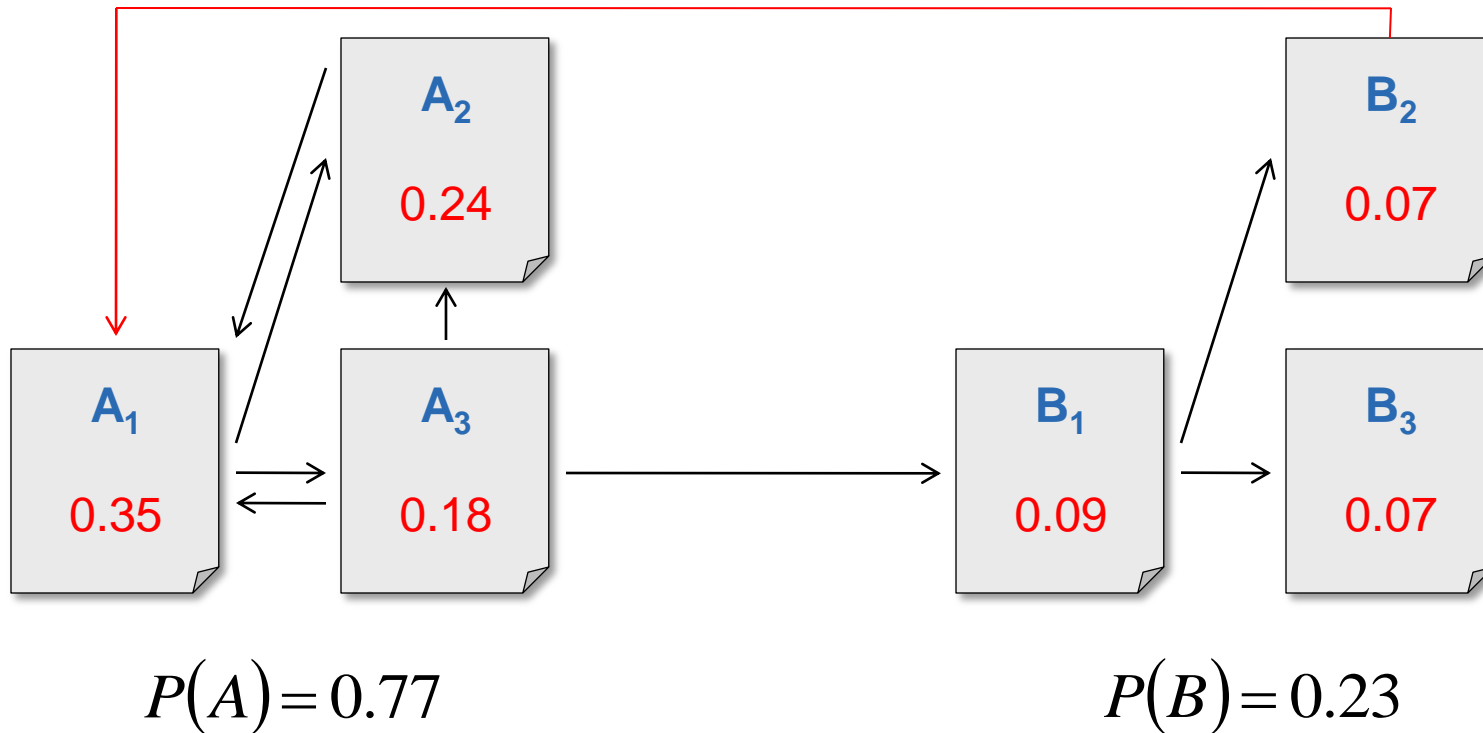 A₂
0.24
B₂
0.07
A₁
0.35
A₃
0.18
B₁
0.09
B₃
0.07
P(A) = 0.77
P(B) = 0.23